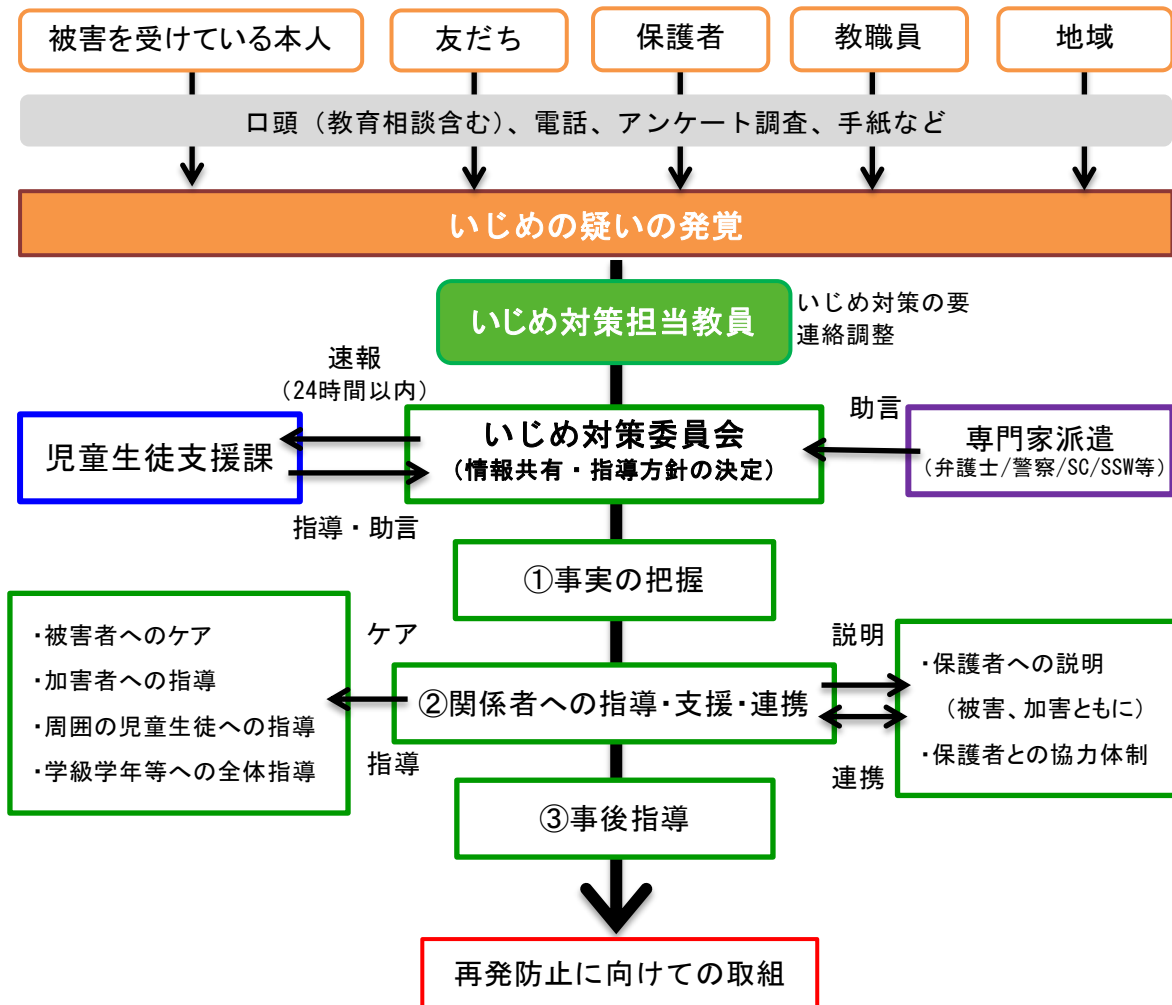 被害を受けている本人
友だち
保護者
教職員
地域
口頭（教育相談含む）、電話、アンケート調査、手紙など
いじめの疑いの発覚
いじめ対策担当教員
いじめ対策の要
連絡調整
速報
（24時間以内）
児童生徒支援課
いじめ対策委員会
（情報共有・指導方針の決定）
助言
専門家派遣
（弁護士/警察/SC/SSW等）
指導・助言
①事実の把握
・被害者へのケア
・加害者への指導
・周囲の児童生徒への指導
・学級学年等への全体指導
ケア
指導
②関係者への指導・支援・連携
説明
連携
・保護者への説明
（被害、加害ともに）
・保護者との協力体制
③事後指導
再発防止に向けての取組